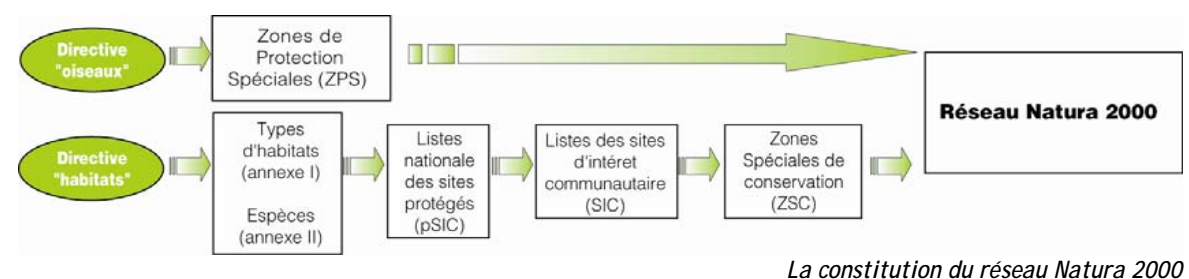 Directive
"oiseaux"
Zones de
Protection
Spéciales (ZPS)
Directive
"habitats"
Types
d'habitats
(annexe I)
Espèces
(annexe II)
Listes
nationale
des sites
protégés
(pSIC)
Listes des sites
d'intéret
communautaire
(SIC)
Zones
Spéciales de
conservation
(ZSC)
Réseau Natura 2000
La constitution du réseau Natura 2000